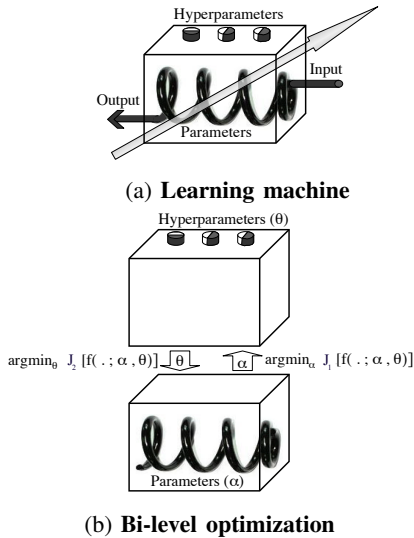 Hyperparameters
Input
Output
Parameters
(a) Learning machine
Hyperparameters (θ)
argminθ J₂ [f( . ; α , θ)] θ α argminα J₁ [f( . ; α , θ)]
Parameters (α)
(b) Bi-level optimization